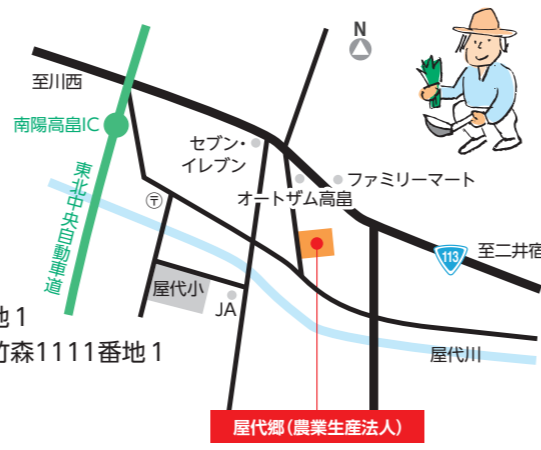 N
至川西
南陽高畠IC
セブン・
イレブン
ファミリーマート
オートザム高畠
東北中央自動車道
〒
113
至二井宿
屋代小
JA
地1
竹森1111番地1
屋代川
屋代郷(農業生産法人)